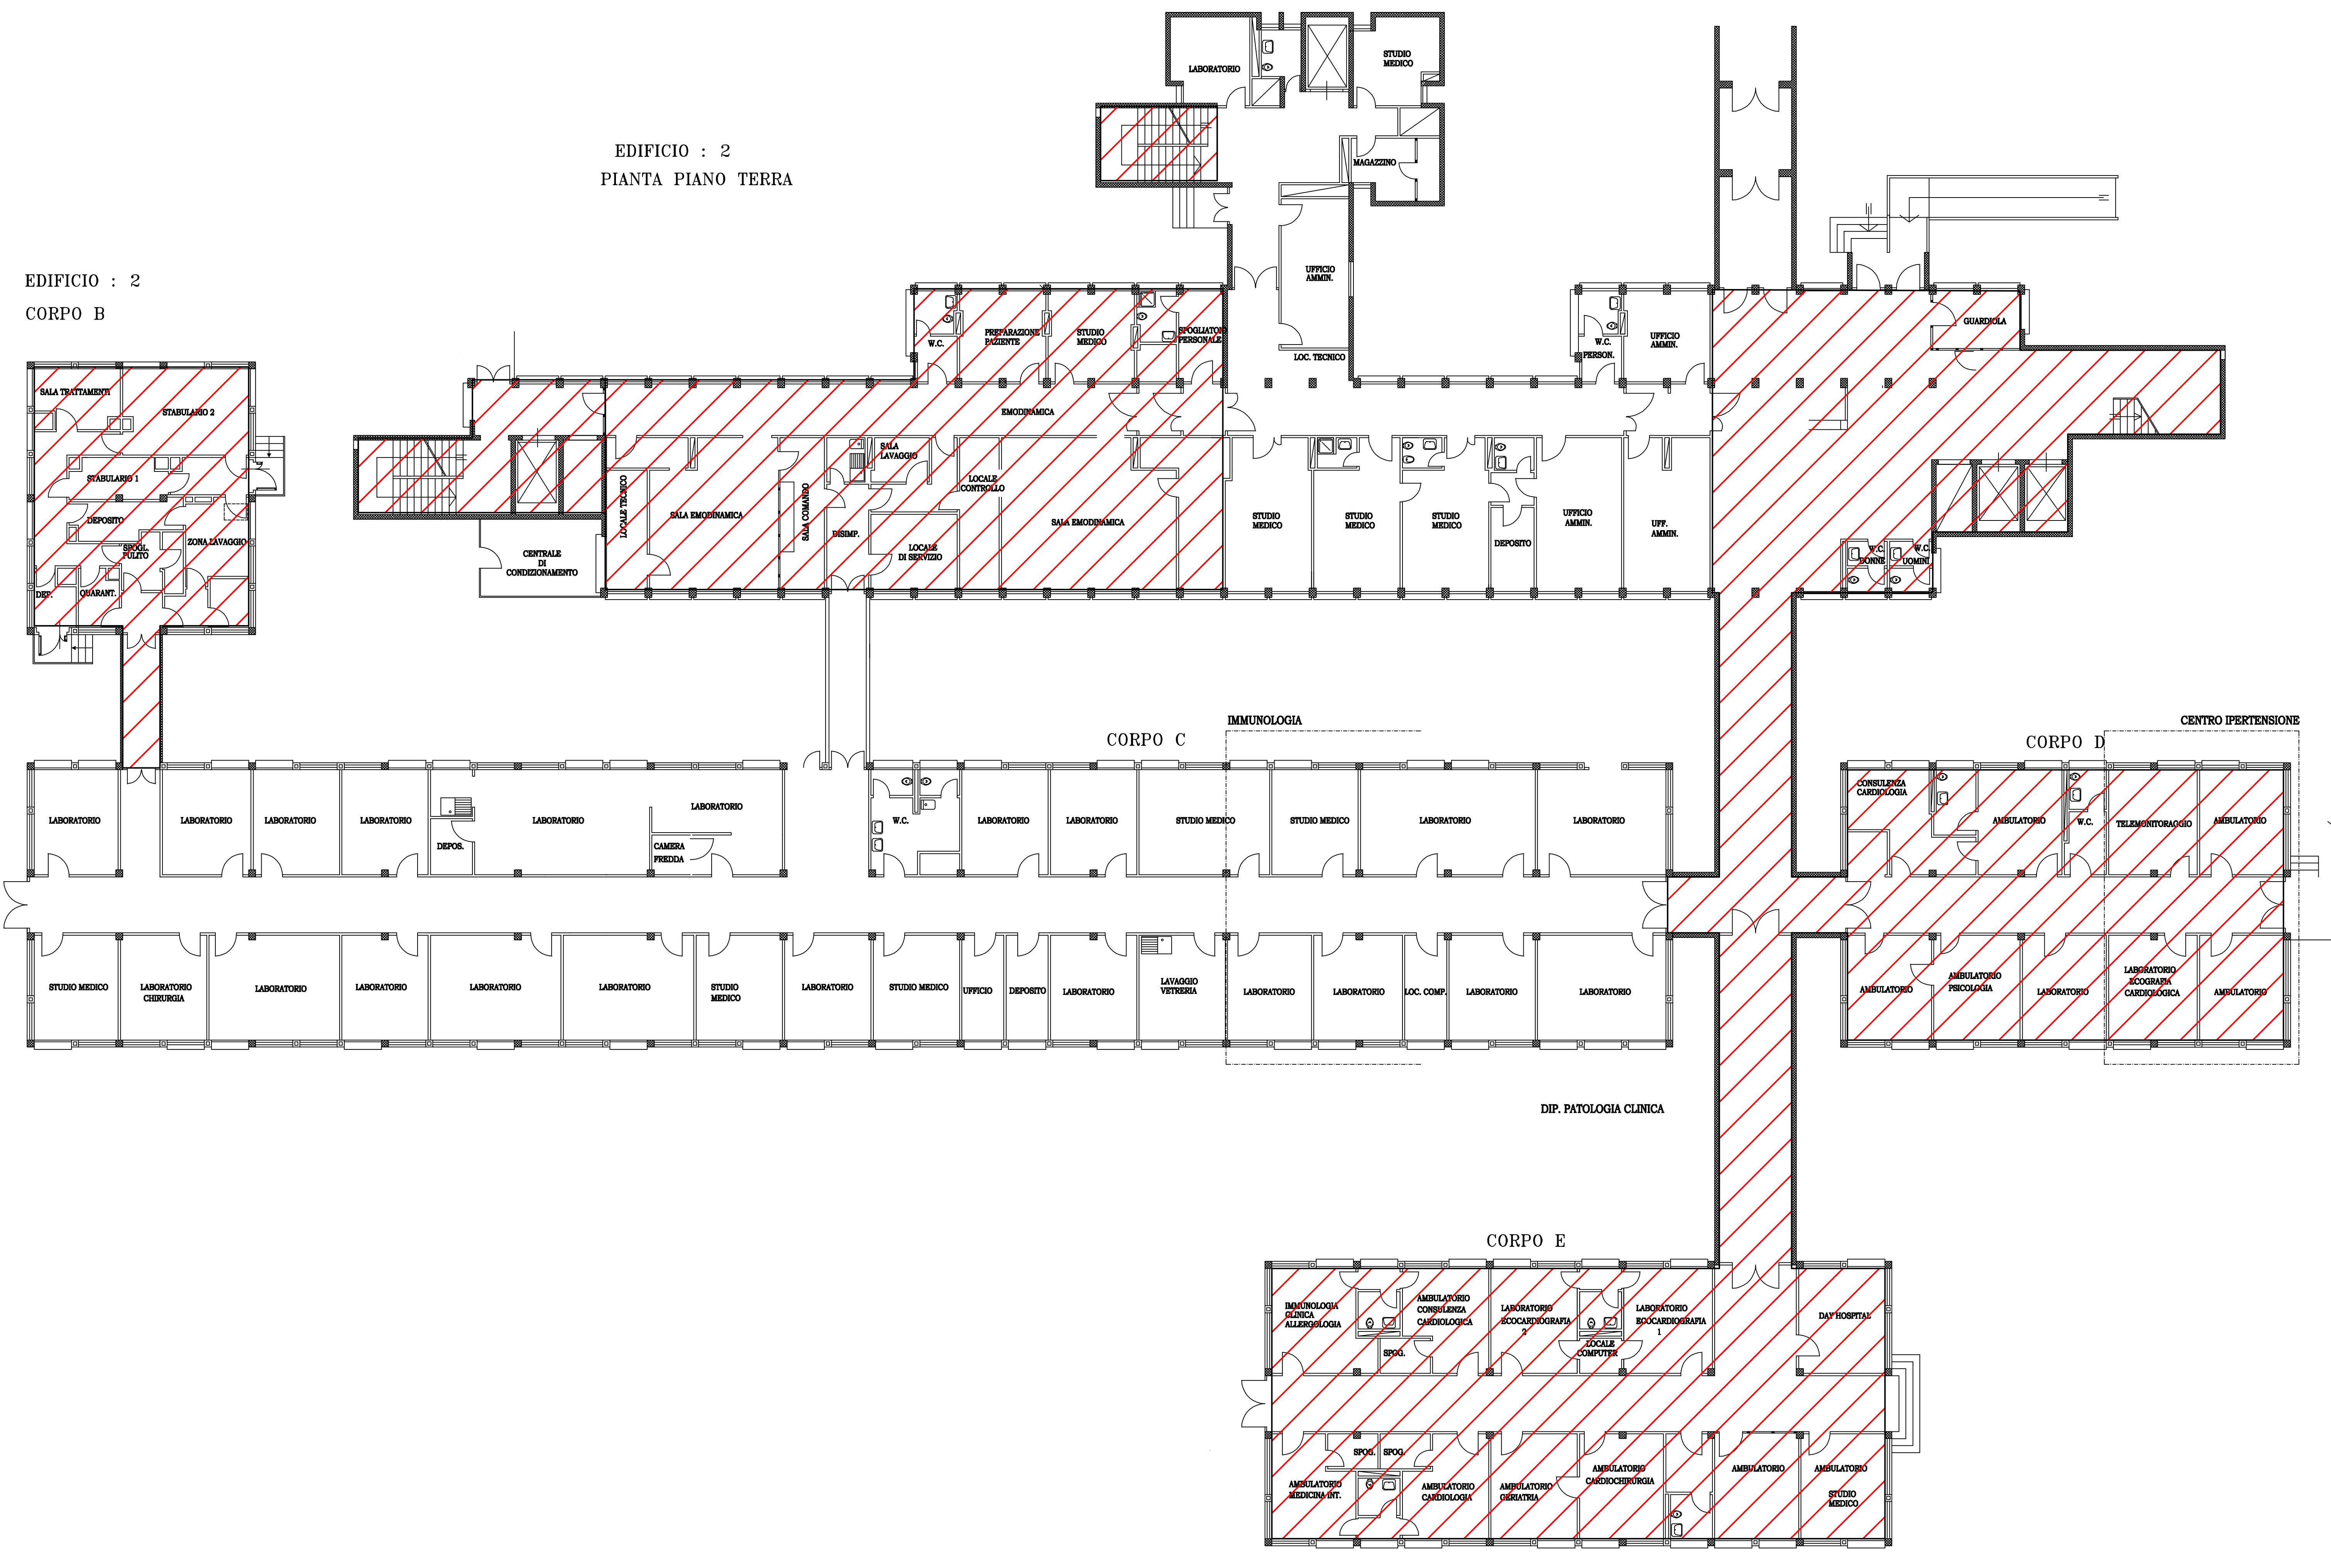 EDIFICIO : 2
PIANTA PIANO TERRA
EDIFICIO : 2
CORPO B
LABORATORIO
STUDIO
MEDICO
MAGAZZINO
UFFICIO
AMMIN.
LOC. TECNICO
W.C.
PREPARAZIONE
PAZIENTE
STUDIO
MEDICO
SPOGLIATOIO
PERSONALE
W.C.
PERSON.
UFFICIO
AMMIN.
GUARDIOLA
SALA TRATTAMENTI
STABULARIO 2
STABULARIO 1
DEPOSITO
SPOGL.
PULITO
ZONA LAVAGGIO
DEP.
QUARANT.
EMODINAMICA
SALA
LAVAGGIO
LOCALE
CONTROLLO
LOCALE TECNICO
SALA EMODINAMICA
SALA COMANDO
DISIMP.
LOCALE
DI SERVIZIO
SALA EMODINAMICA
CENTRALE
DI
CONDIZIONAMENTO
STUDIO
MEDICO
STUDIO
MEDICO
STUDIO
MEDICO
DEPOSITO
UFFICIO
AMMIN.
UFF.
AMMIN.
W.C.
DONNE
W.C.
UOMINI
IMMUNOLOGIA
CORPO C
CENTRO IPERTENSIONE
CORPO D
LABORATORIO
LABORATORIO
LABORATORIO
LABORATORIO
DEPOS.
LABORATORIO
LABORATORIO
CAMERA
FREDDA
W.C.
LABORATORIO
LABORATORIO
STUDIO MEDICO
STUDIO MEDICO
LABORATORIO
LABORATORIO
CONSULENZA
CARDIOLOGIA
AMBULATORIO
W.C.
TELEMONITORAGGIO
AMBULATORIO
STUDIO MEDICO
LABORATORIO
CHIRURGIA
LABORATORIO
LABORATORIO
LABORATORIO
LABORATORIO
STUDIO
MEDICO
LABORATORIO
STUDIO MEDICO
UFFICIO
DEPOSITO
LABORATORIO
LAVAGGIO
VETRERIA
LABORATORIO
LABORATORIO
LOC. COMP.
LABORATORIO
LABORATORIO
AMBULATORIO
AMBULATORIO
PSICOLOGIA
LABORATORIO
LABORATORIO
ECOGRAFIA
CARDIOLOGICA
AMBULATORIO
DIP. PATOLOGIA CLINICA
CORPO E
IMMUNOLOGIA
CLINICA
ALLERGOLOGIA
AMBULATORIO
CONSULENZA
CARDIOLOGICA
SPOG.
LABORATORIO
ECOCARDIOGRAFIA
2
LOCALE
COMPUTER
LABORATORIO
ECOCARDIOGRAFIA
1
DAY HOSPITAL
AMBULATORIO
MEDICINA INT.
SPOG.
SPOG.
AMBULATORIO
CARDIOLOGIA
AMBULATORIO
GERIATRIA
AMBULATORIO
CARDIOCHIRURGIA
AMBULATORIO
AMBULATORIO
STUDIO
MEDICO